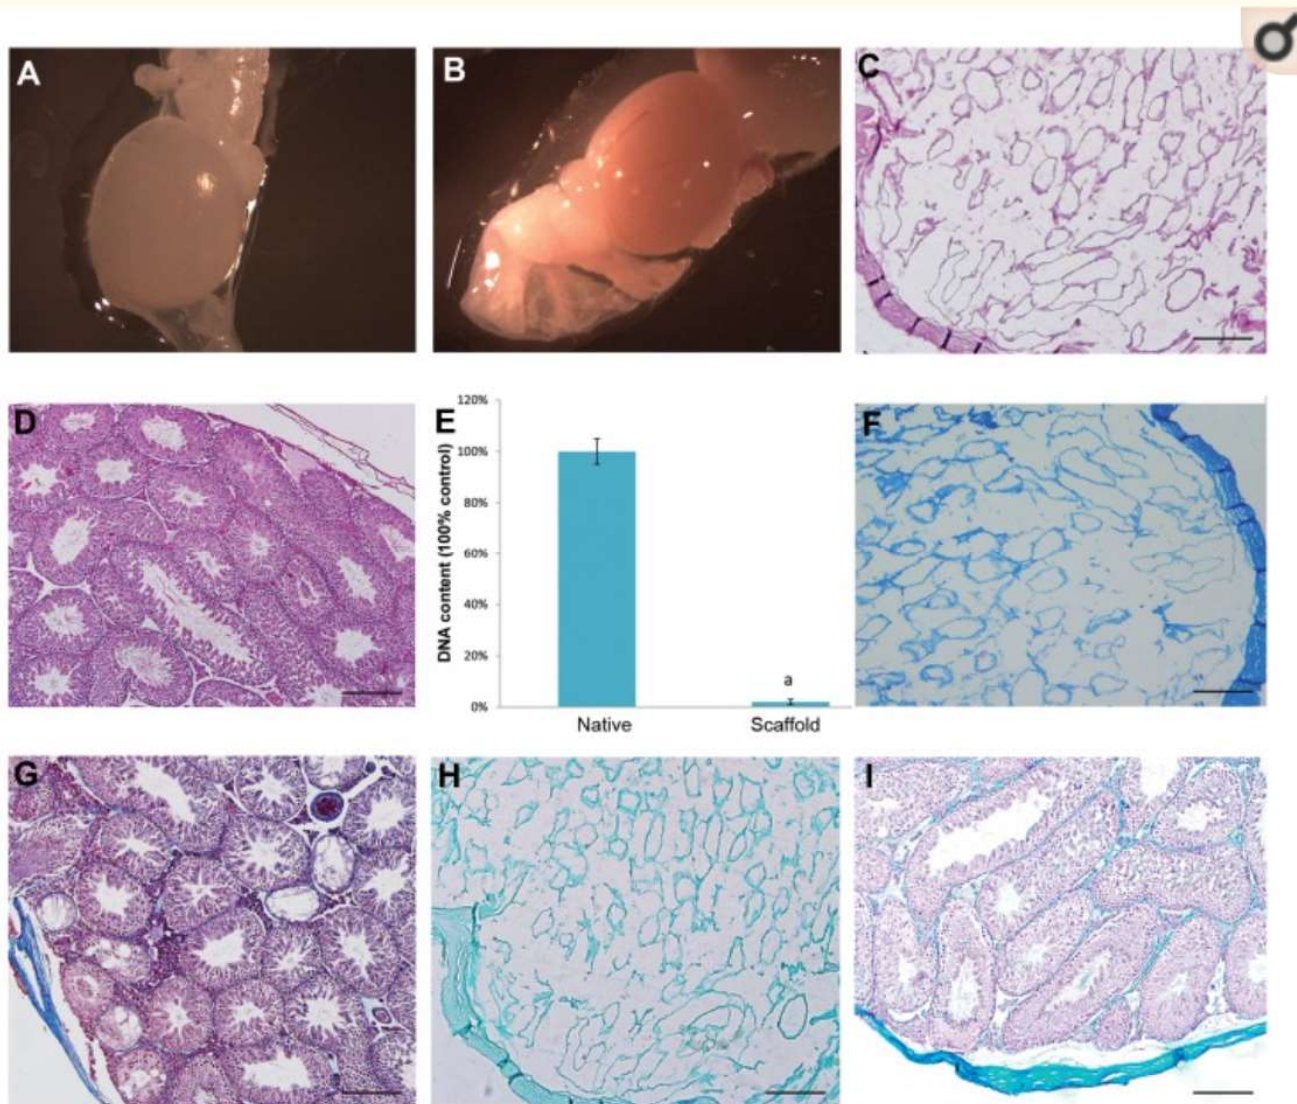 A
B
C
D
E
120%
100%
80%
60%
40%
20%
0%
DNA content (100% control)
a
Native
Scaffold
F
G
H
I